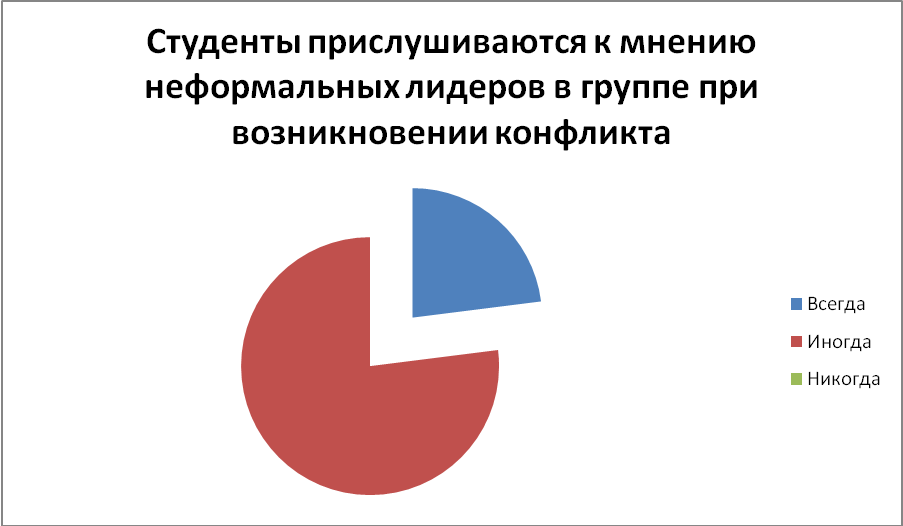 Студенты прислушиваются к мнению
неформальных лидеров в группе при
возникновении конфликта
Всегда
Иногда
Никогда